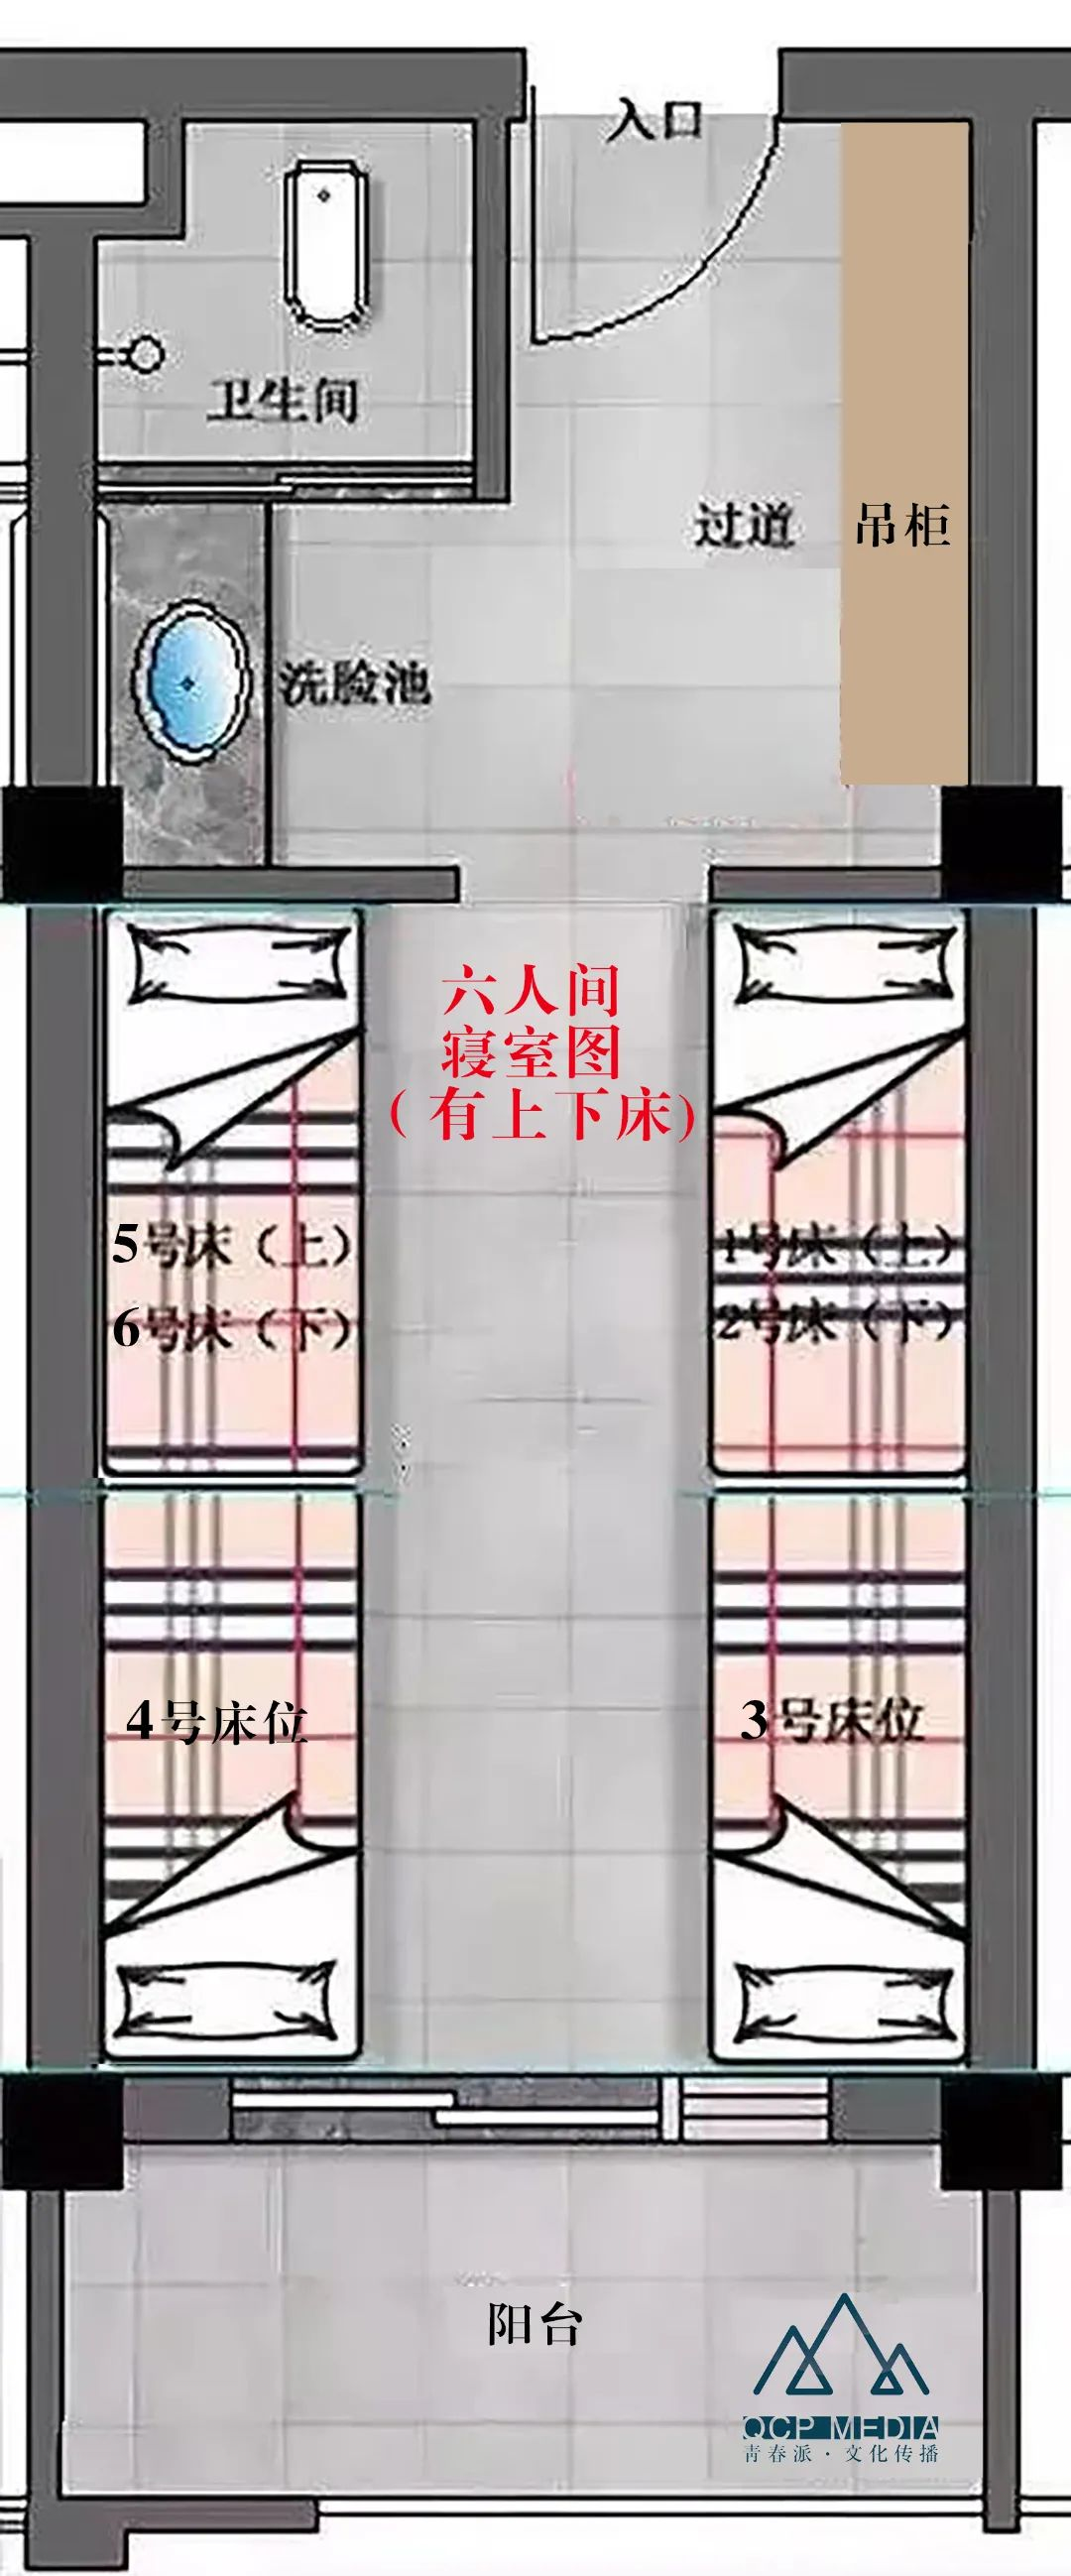 入口
卫生间
过道
吊柜
洗脸池
六人间
寝室图
（有上下床）
5号床（上）
6号床（下）
1号床（上）
2号床（下）
4号床位
3号床位
阳台
QCP MEDIA
青春派·文化传播